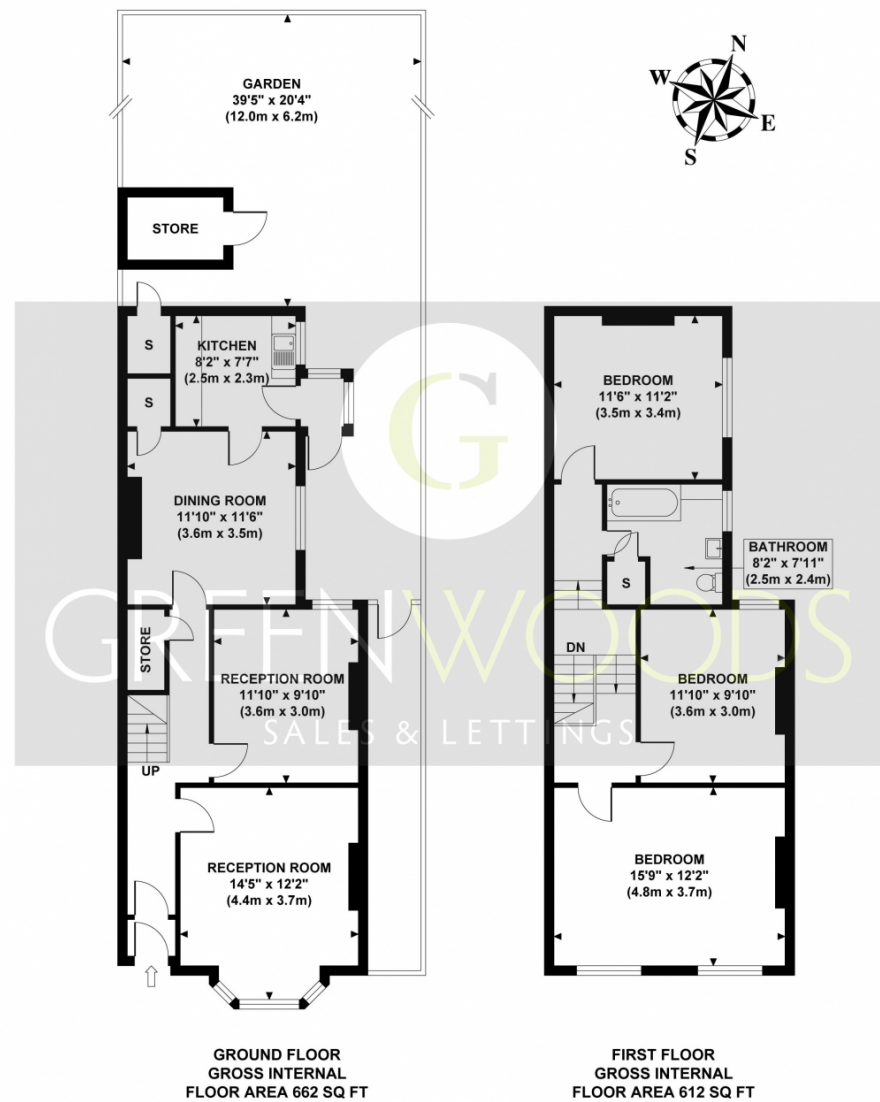 GARDEN
39'5" x 20'4"
(12.0m x 6.2m)
N
W
E
S
STORE
S
KITCHEN
8'2" x 7'7"
(2.5m x 2.3m)
S
DINING ROOM
11'10" x 11'6"
(3.6m x 3.5m)
STORE
RECEPTION ROOM
11'10" x 9'10"
(3.6m x 3.0m)
UP
RECEPTION ROOM
14'5" x 12'2"
(4.4m x 3.7m)
GROUND FLOOR
GROSS INTERNAL
FLOOR AREA 662 SQ FT
BEDROOM
11'6" x 11'2"
(3.5m x 3.4m)
BATHROOM
8'2" x 7'11"
(2.5m x 2.4m)
S
DN
BEDROOM
11'10" x 9'10"
(3.6m x 3.0m)
BEDROOM
15'9" x 12'2"
(4.8m x 3.7m)
FIRST FLOOR
GROSS INTERNAL
FLOOR AREA 612 SQ FT
G
GREENWOODS
SALES & LETTINGS